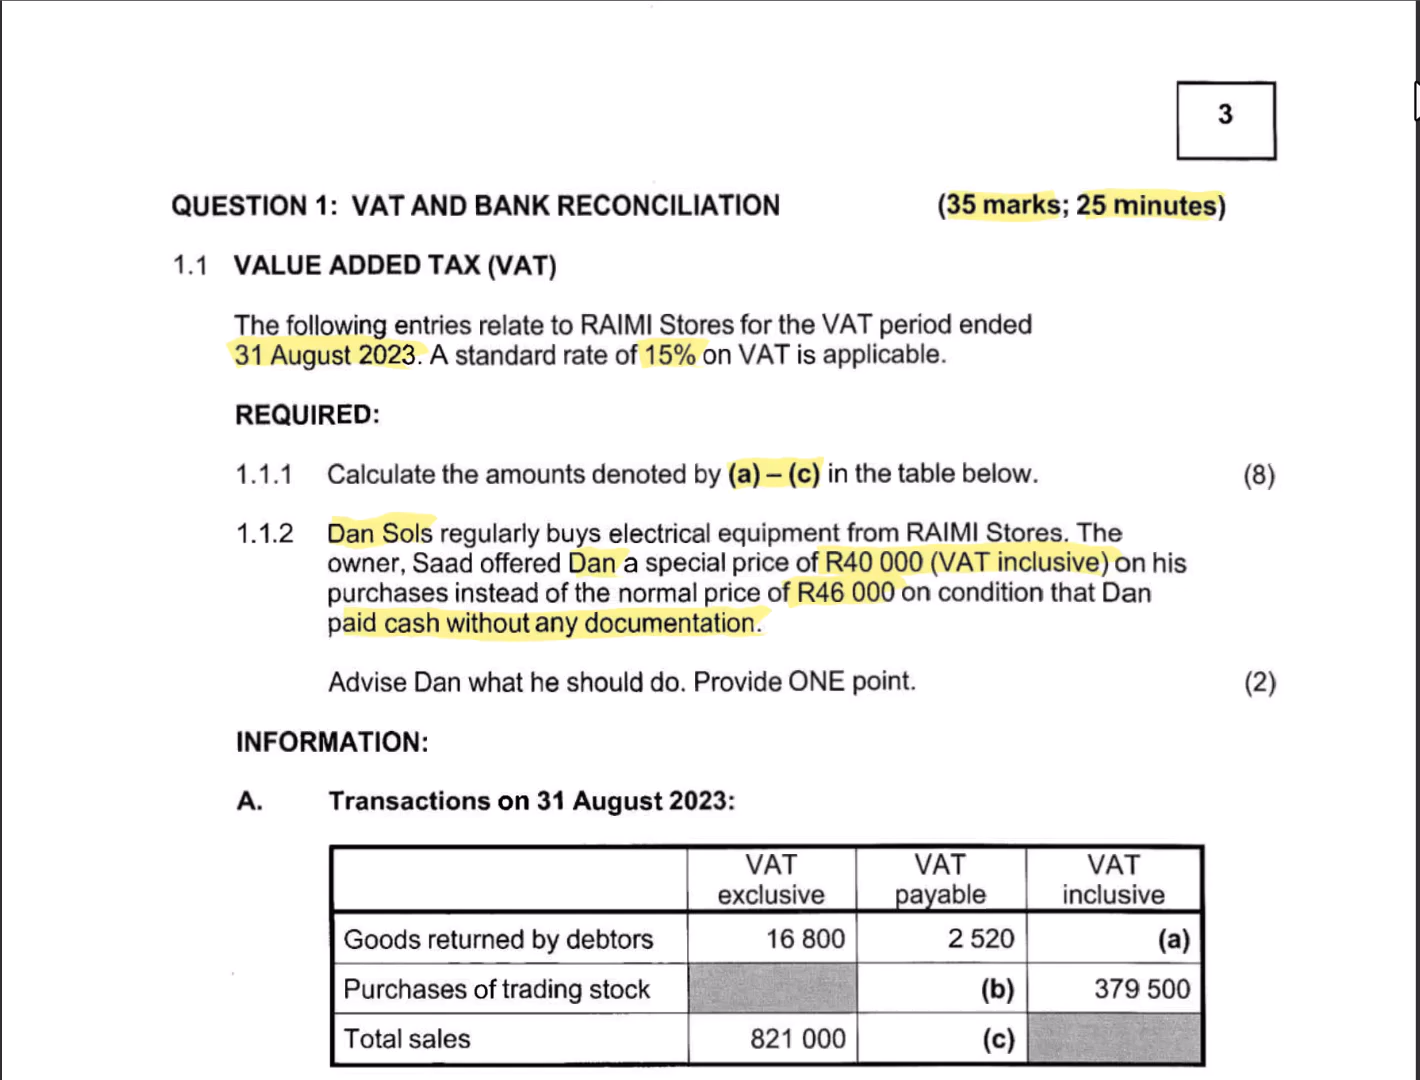 3
QUESTION 1: VAT AND BANK RECONCILIATION (35 marks; 25 minutes)
1.1 VALUE ADDED TAX (VAT)
The following entries relate to RAIMI Stores for the VAT period ended
31 August 2023. A standard rate of 15% on VAT is applicable.
REQUIRED:
1.1.1 Calculate the amounts denoted by (a) – (c) in the table below. (8)
1.1.2 Dan Sols regularly buys electrical equipment from RAIMI Stores. The
owner, Saad offered Dan a special price of R40 000 (VAT inclusive) on his
purchases instead of the normal price of R46 000 on condition that Dan
paid cash without any documentation.
Advise Dan what he should do. Provide ONE point. (2)
INFORMATION:
A. Transactions on 31 August 2023:
VAT exclusive VAT payable VAT inclusive
Goods returned by debtors 16 800 2 520 (a)
Purchases of trading stock (b) 379 500
Total sales 821 000 (c)